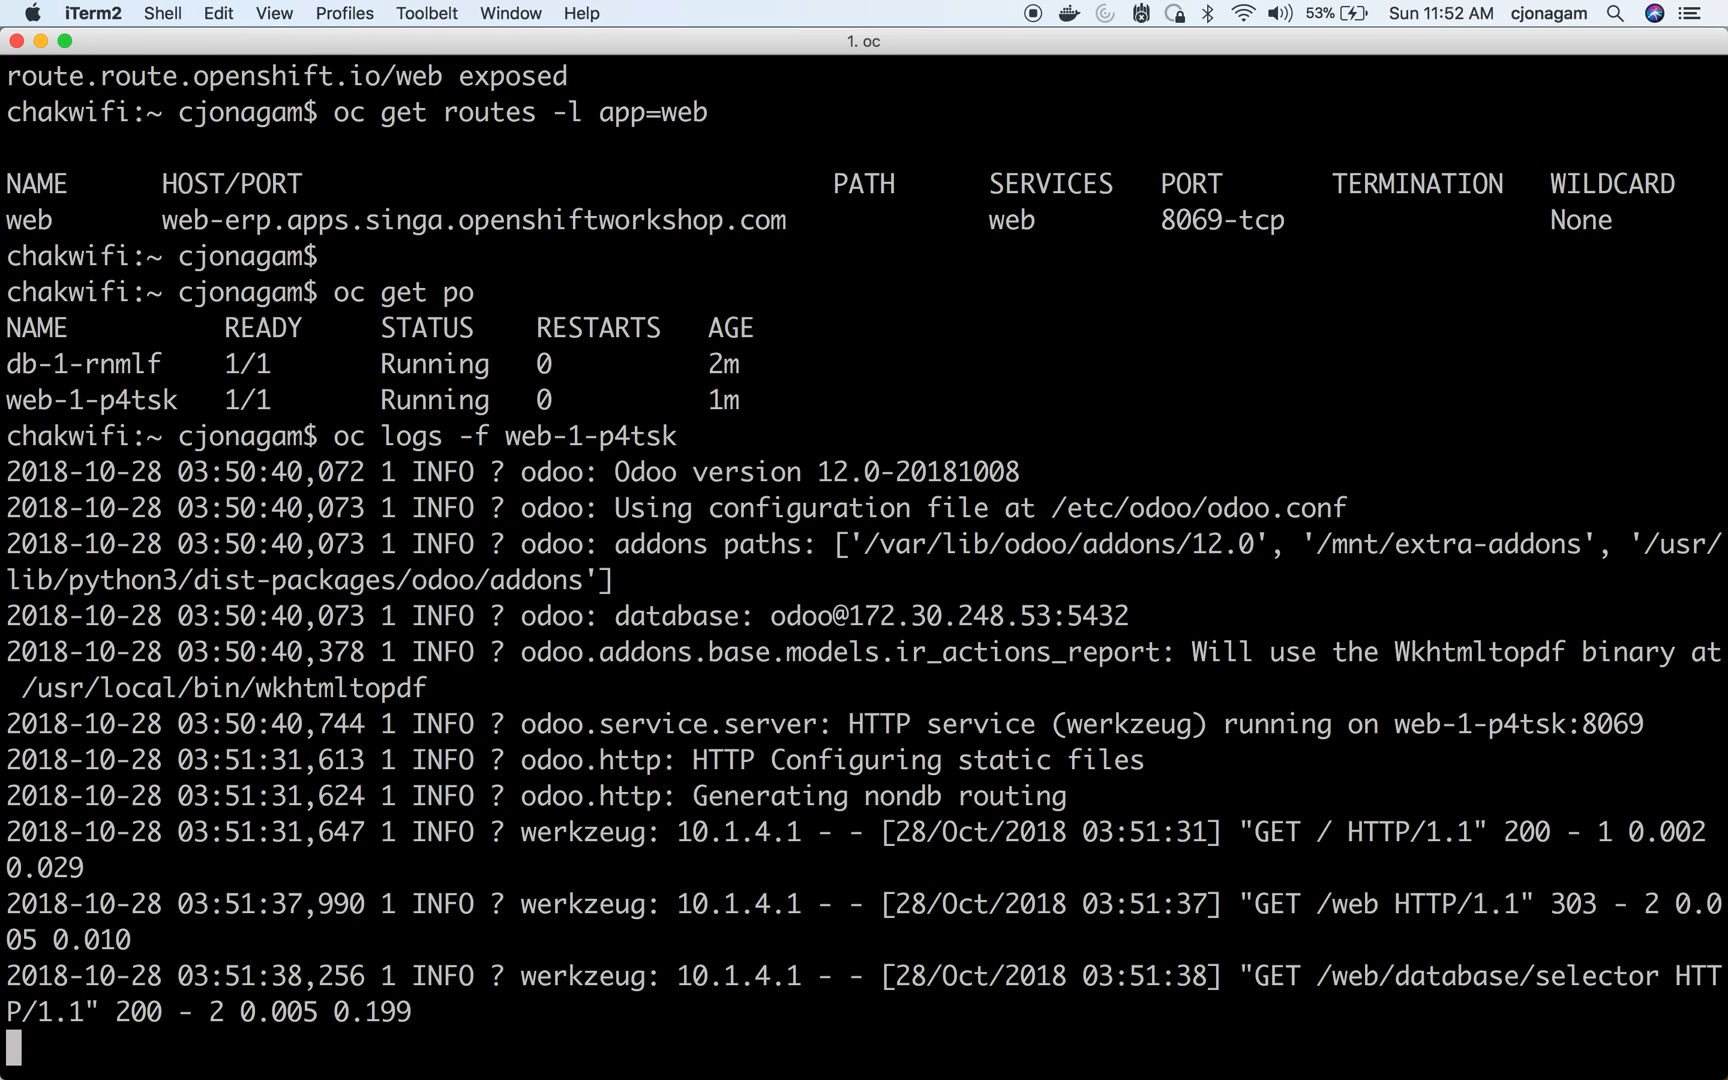 iTerm2 Shell Edit View Profiles Toolbelt Window Help 53% Sun 11:52 AM cjonagam
1. oc
route.route.openshift.io/web exposed
chakwifi:~ cjonagam$ oc get routes -l app=web
NAME HOST/PORT PATH SERVICES PORT TERMINATION WILDCARD
web web-erp.apps.singa.openshiftworkshop.com web 8069-tcp None
chakwifi:~ cjonagam$
chakwifi:~ cjonagam$ oc get po
NAME READY STATUS RESTARTS AGE
db-1-rnmlf 1/1 Running 0 2m
web-1-p4tsk 1/1 Running 0 1m
chakwifi:~ cjonagam$ oc logs -f web-1-p4tsk
2018-10-28 03:50:40,072 1 INFO ? odoo: Odoo version 12.0-20181008
2018-10-28 03:50:40,073 1 INFO ? odoo: Using configuration file at /etc/odoo/odoo.conf
2018-10-28 03:50:40,073 1 INFO ? odoo: addons paths: ['/var/lib/odoo/addons/12.0', '/mnt/extra-addons', '/usr/
lib/python3/dist-packages/odoo/addons']
2018-10-28 03:50:40,073 1 INFO ? odoo: database: odoo@172.30.248.53:5432
2018-10-28 03:50:40,378 1 INFO ? odoo.addons.base.models.ir_actions_report: Will use the Wkhtmltopdf binary at
/usr/local/bin/wkhtmltopdf
2018-10-28 03:50:40,744 1 INFO ? odoo.service.server: HTTP service (werkzeug) running on web-1-p4tsk:8069
2018-10-28 03:51:31,613 1 INFO ? odoo.http: HTTP Configuring static files
2018-10-28 03:51:31,624 1 INFO ? odoo.http: Generating nondb routing
2018-10-28 03:51:31,647 1 INFO ? werkzeug: 10.1.4.1 - - [28/Oct/2018 03:51:31] "GET / HTTP/1.1" 200 - 1 0.002
0.029
2018-10-28 03:51:37,990 1 INFO ? werkzeug: 10.1.4.1 - - [28/Oct/2018 03:51:37] "GET /web HTTP/1.1" 303 - 2 0.0
05 0.010
2018-10-28 03:51:38,256 1 INFO ? werkzeug: 10.1.4.1 - - [28/Oct/2018 03:51:38] "GET /web/database/selector HTT
P/1.1" 200 - 2 0.005 0.199